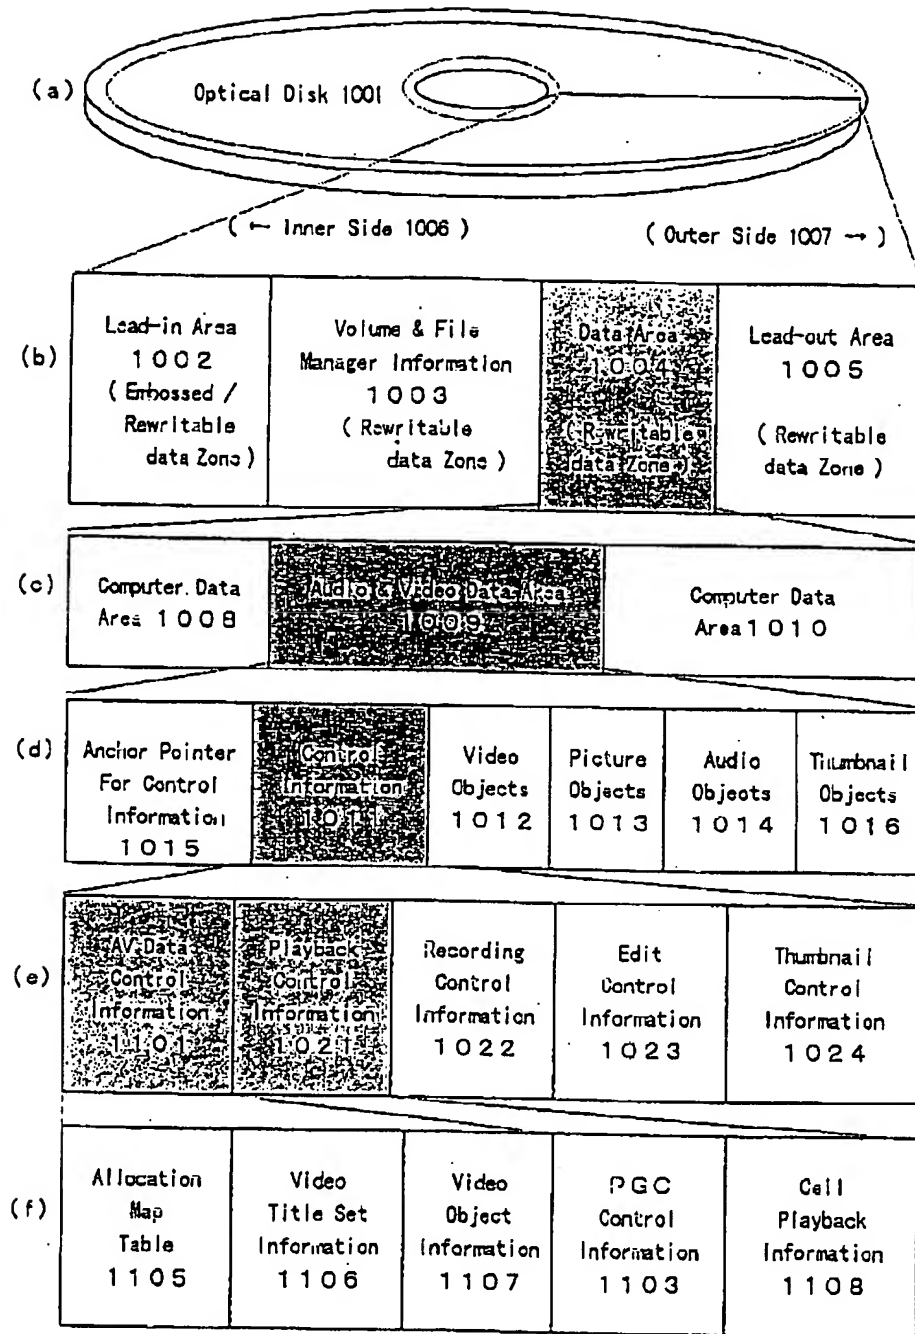 (a)
Optical Disk 1001
( ← Inner Side 1006 )
( Outer Side 1007 → )
(b)
Lead-in Area
1002
( Embossed /
Rewritable
data Zone )
Volume & File
Manager Information
1003
( Rewritable
data Zone )
Data Area
1004
( Rewritable
data Zone )
Lead-out Area
1005
( Rewritable
data Zone )
(c)
Computer. Data
Area 1008
Audio & Video Data Area
1009
Computer Data
Area 1010
(d)
Anchor Pointer
For Control
Information
1015
Control
Information
1011
Video
Objects
1012
Picture
Objects
1013
Audio
Objects
1014
Thumbnail
Objects
1016
(e)
AV Data
Control
Information
1101
Playback
Control
Information
1021
Recording
Control
Information
1022
Edit
Control
Information
1023
Thumbnail
Control
Information
1024
(f)
Allocation
Map
Table
1105
Video
Title Set
Information
1106
Video
Object
Information
1107
PGC
Control
Information
1103
Cell
Playback
Information
1108